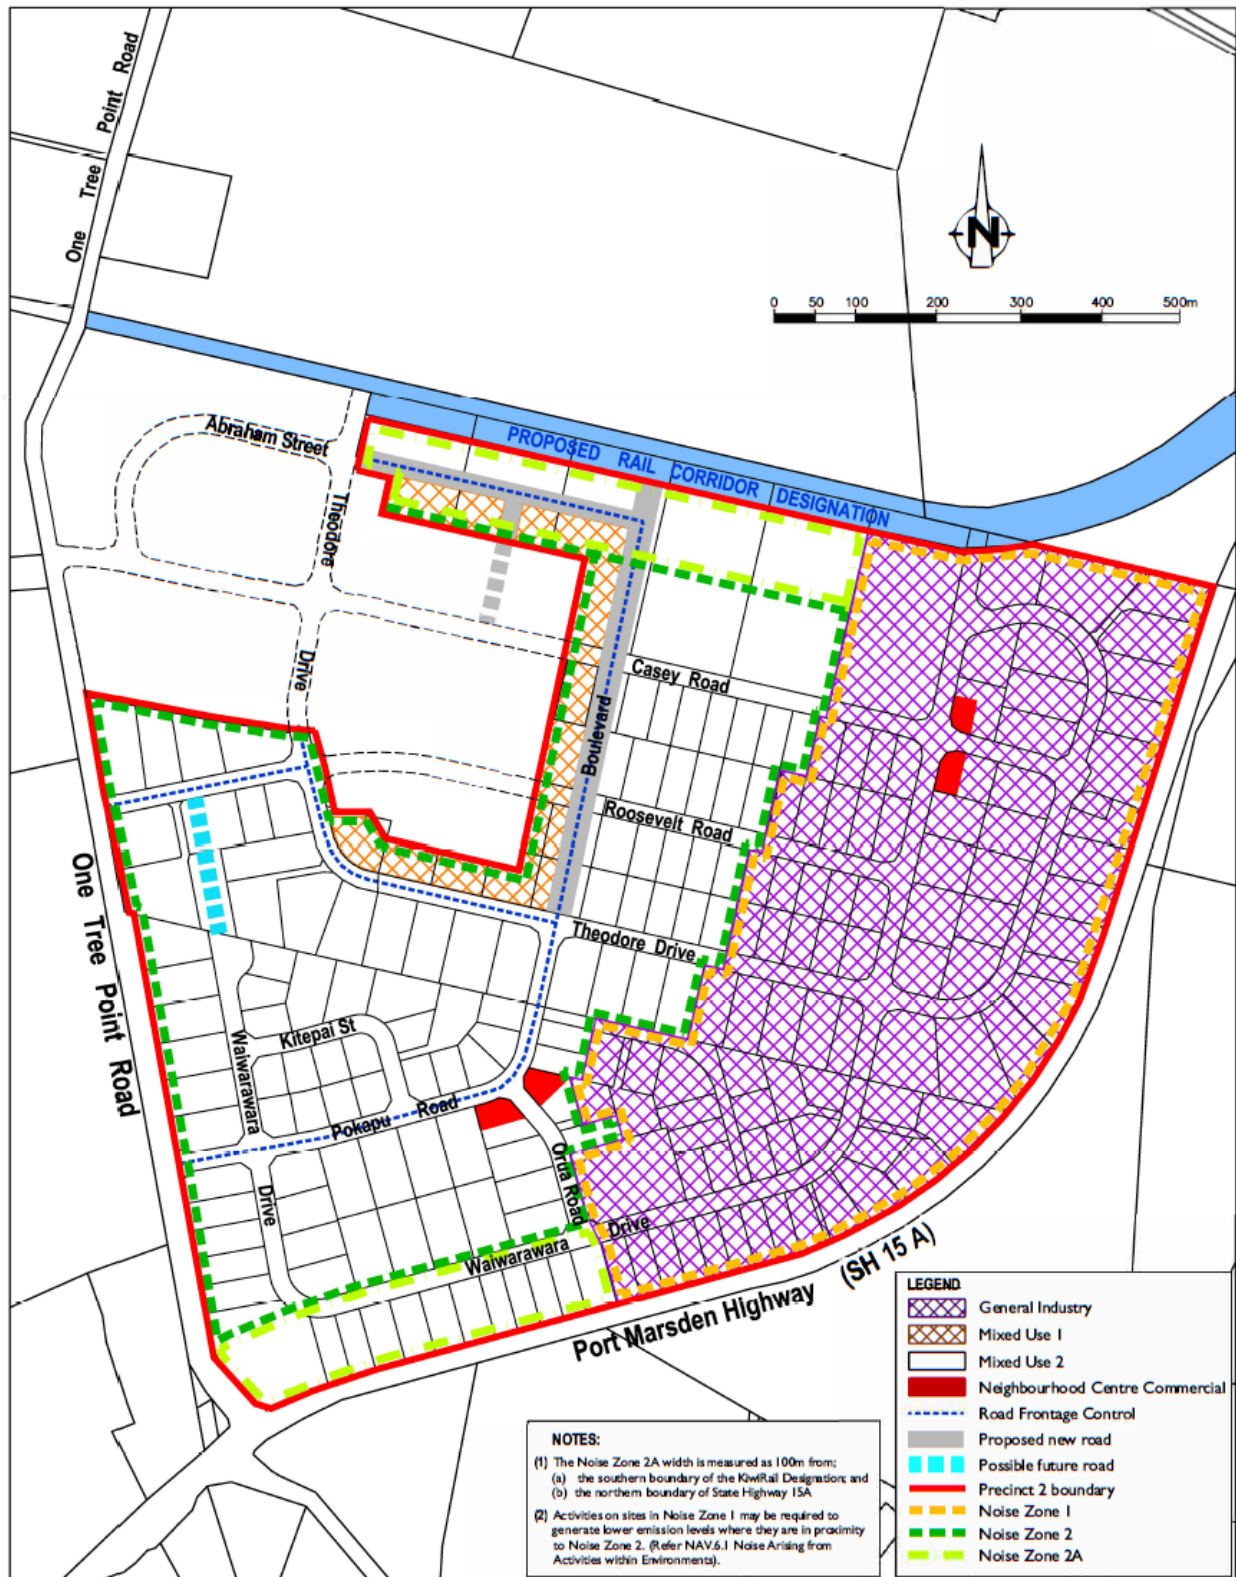 One Tree Point Road
N
0 50 100 200 300 400 500m
Abraham Street
PROPOSED RAIL CORRIDOR DESIGNATION
Theodore Drive
Casey Road
Boulevard
Roosevelt Road
Theodore Drive
One Tree Point Road
Kitepai St
Waiwarawara Drive
Pokapu Road
Orua Road
Waiwarawara Drive
Port Marsden Highway (SH 15 A)
LEGEND
General Industry
Mixed Use 1
Mixed Use 2
Neighbourhood Centre Commercial
Road Frontage Control
Proposed new road
Possible future road
Precinct 2 boundary
Noise Zone 1
Noise Zone 2
Noise Zone 2A
NOTES:
(1) The Noise Zone 2A width is measured as 100m from;
(a) the southern boundary of the KiwiRail Designation; and
(b) the northern boundary of State Highway 15A
(2) Activities on sites in Noise Zone 1 may be required to
generate lower emission levels where they are in proximity
to Noise Zone 2. (Refer NAV.6.1 Noise Arising from
Activities within Environments).